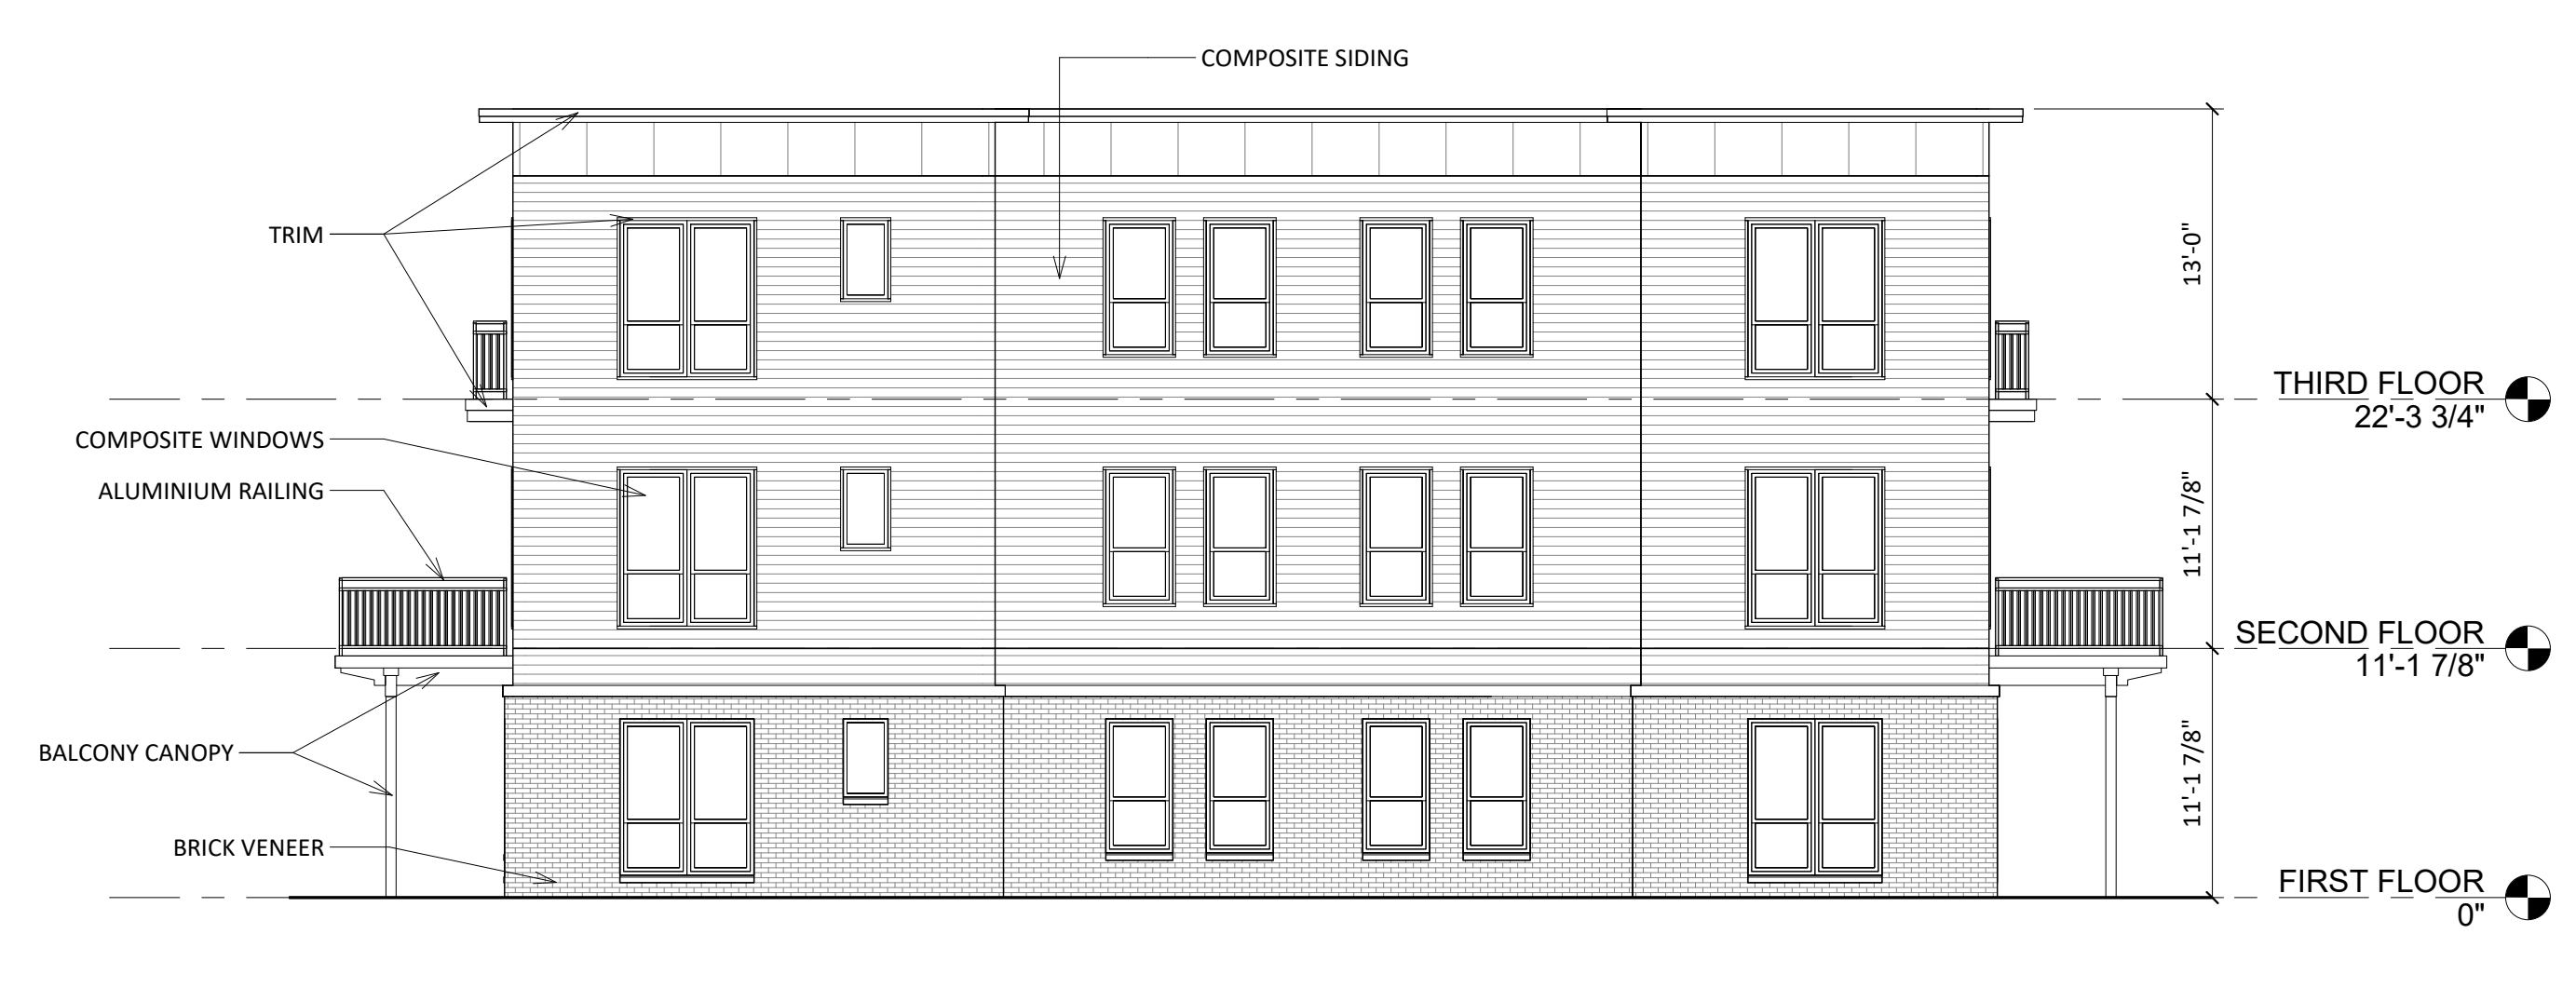 COMPOSITE SIDING
TRIM
13'-0"
THIRD FLOOR
22'-3 3/4"
COMPOSITE WINDOWS
ALUMINIUM RAILING
11'-1 7/8"
SECOND FLOOR
11'-1 7/8"
BALCONY CANOPY
11'-1 7/8"
BRICK VENEER
FIRST FLOOR
0"